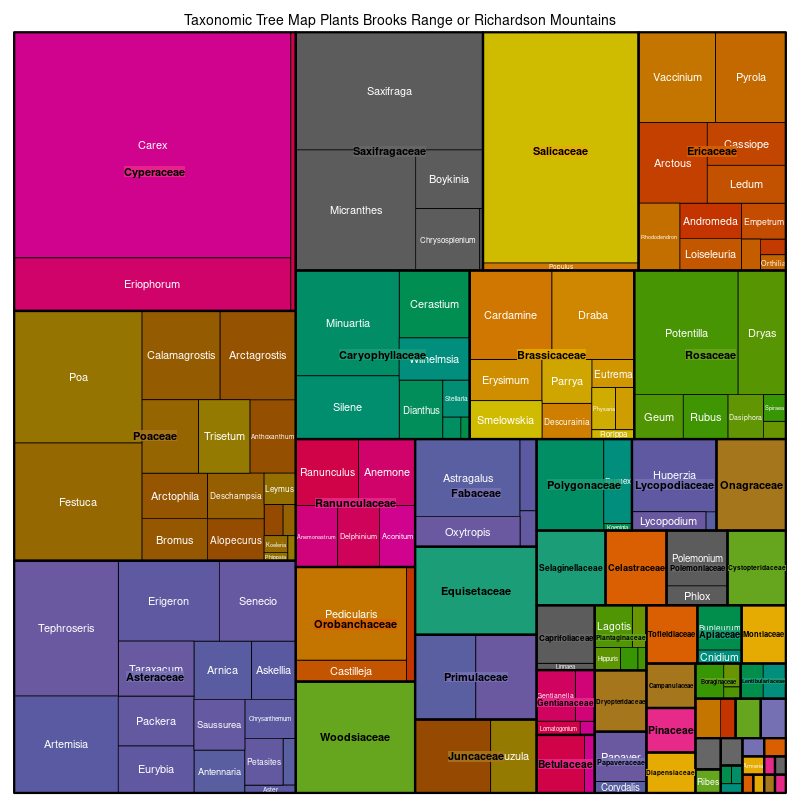 Taxonomic Tree Map Plants Brooks Range or Richardson Mountains
Carex
Cyperaceae
Eriophorum
Saxifraga
Saxifragaceae
Micranthes
Boykinia
Chrysosplenium
Salicaceae
Populus
Vaccinium
Pyrola
Arctous
Cassiope
Ericaceae
Ledum
Rhododendron
Andromeda
Empetrum
Loiseleuria
Orthilia
Poa
Calamagrostis
Arctagrostis
Poaceae
Trisetum
Anthoxanthum
Festuca
Arctophila
Deschampsia
Leymus
Bromus
Alopecurus
Koeleria
Phippsia
Minuartia
Cerastium
Caryophyllaceae
Wilhelmsia
Silene
Dianthus
Stellaria
Cardamine
Draba
Brassicaceae
Erysimum
Parrya
Eutrema
Smelowskia
Descurainia
Physaria
Rorippa
Potentilla
Dryas
Rosaceae
Geum
Rubus
Dasiphora
Spiraea
Ranunculus
Anemone
Ranunculaceae
Anemonastrum
Delphinium
Aconitum
Astragalus
Fabaceae
Oxytropis
Polygonaceae
Koenigia
Huperzia
Lycopodiaceae
Lycopodium
Onagraceae
Tephroseris
Erigeron
Senecio
Taraxacum
Asteraceae
Arnica
Askellia
Artemisia
Packera
Saussurea
Chrysanthemum
Eurybia
Antennaria
Petasites
Aster
Pedicularis
Orobanchaceae
Castilleja
Woodsiaceae
Equisetaceae
Primulaceae
Juncaceae
uzula
Selaginellaceae
Celastraceae
Polemonium
Polemoniaceae
Phlox
Cystopteridaceae
Caprifoliaceae
Linnaea
Lagotis
Plantaginaceae
Hippuris
Tofieldiaceae
Bupleurum
Apiaceae
Cnidium
Montiaceae
Gentianella
Gentianaceae
Lomatogonium
Dryopteridaceae
Campanulaceae
Boraginaceae
Lentibulariaceae
Pinaceae
Betulaceae
Papaver
Papaveraceae
Corydalis
Diapensiaceae
Ribes
Armeria